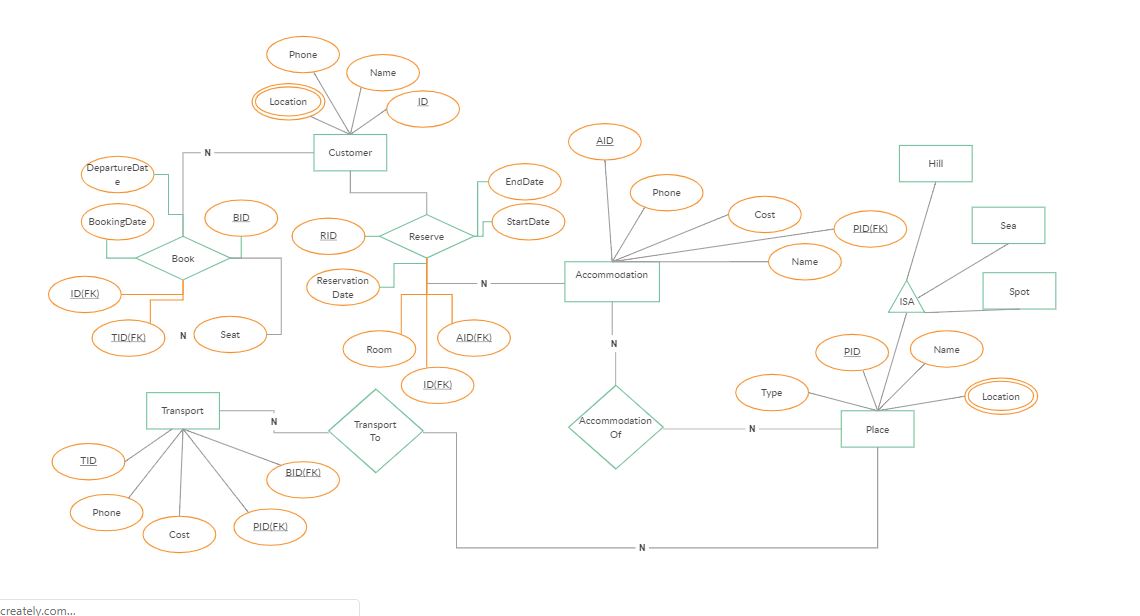 Phone
Name
Location
ID
Customer
N
DepartureDat
e
BookingDate
BID
Book
ID(FK)
TID(FK)
N
Seat
RID
Reserve
EndDate
StartDate
Reservation
Date
N
Room
AID(FK)
ID(FK)
AID
Phone
Cost
PID(FK)
Name
Accommodation
N
Hill
Sea
Spot
ISA
PID
Name
Type
Location
Accommodation
Of
N
Place
Transport
N
Transport
To
TID
BID(FK)
Phone
Cost
PID(FK)
N
creately.com...